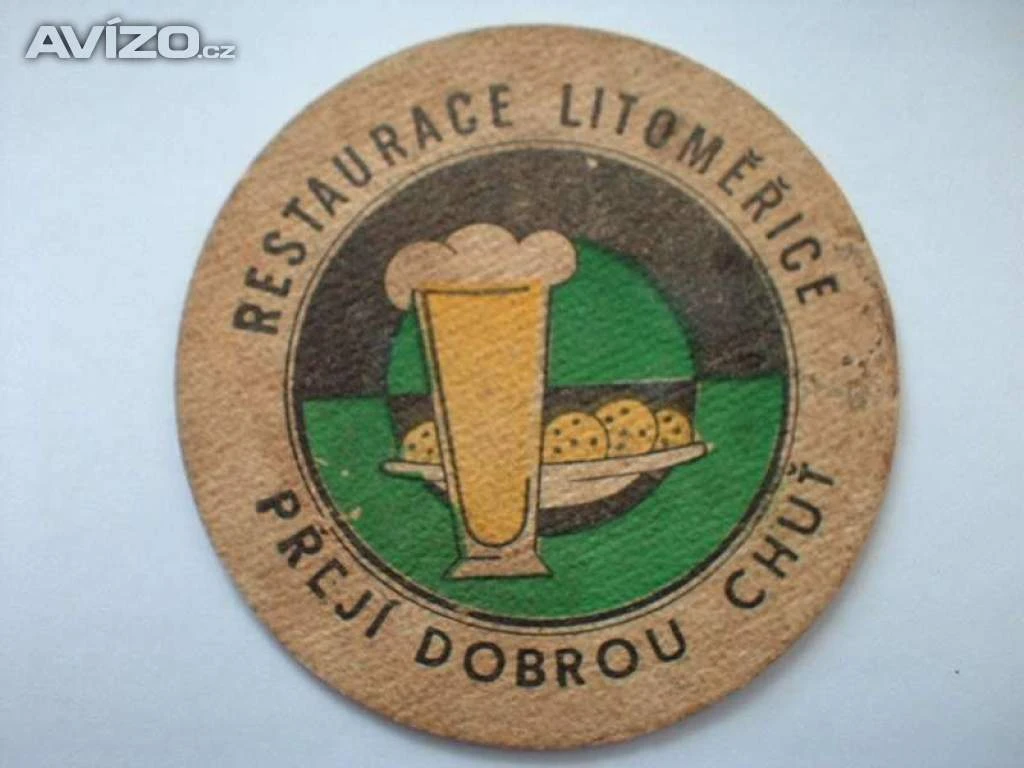 AVÍZO.cz
RESTAURACE LITOMĚŘICE
PŘEJÍ DOBROU CHUŤ